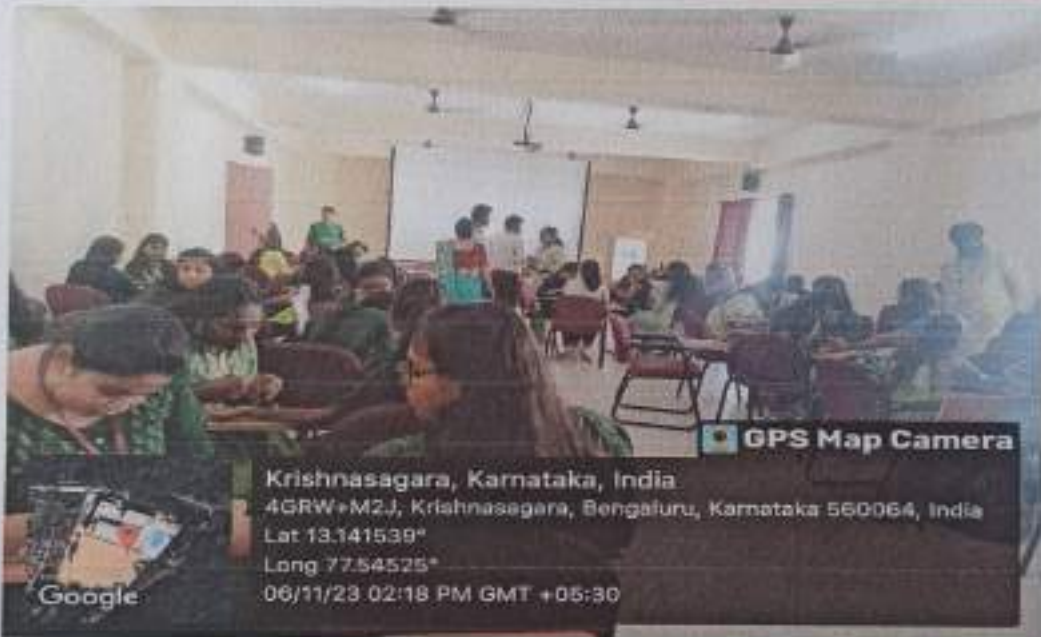 GPS Map Camera
Krishnasagara, Karnataka, India
4GRW+M2J, Krishnasagara, Bengaluru, Karnataka 560064, India
Lat 13.141539°
Long 77.54525°
06/11/23 02:18 PM GMT +05:30
Google